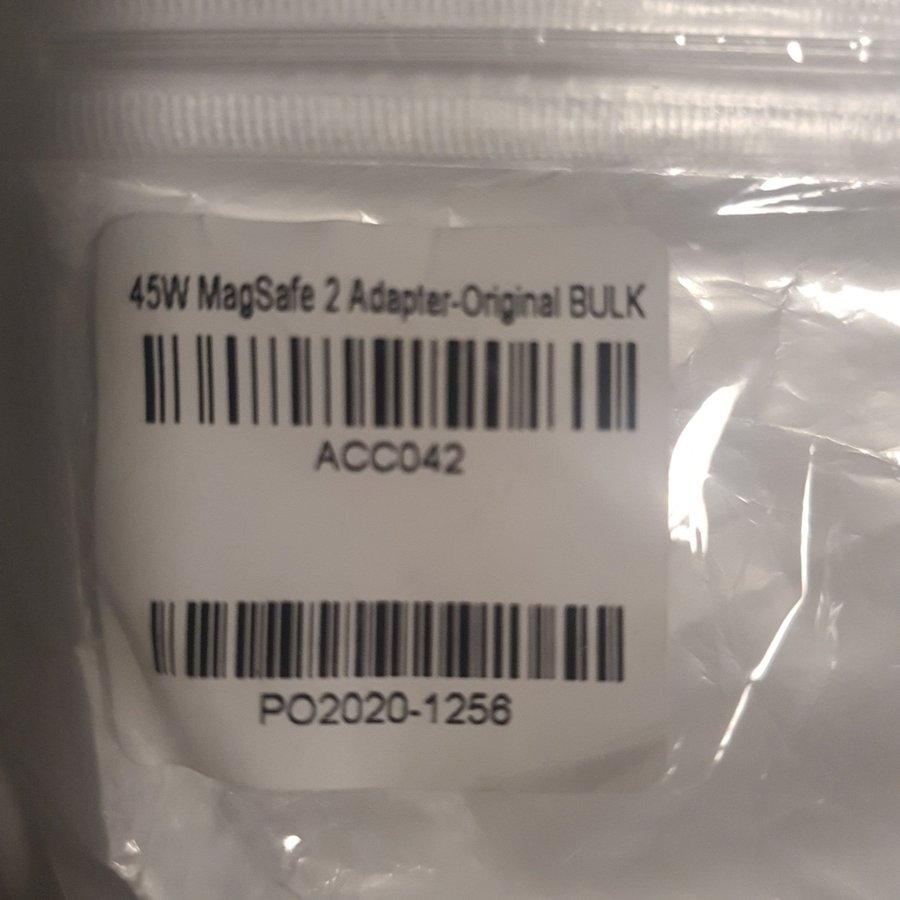 45W MagSafe 2 Adapter-Original BULK
ACC042
PO2020-1256